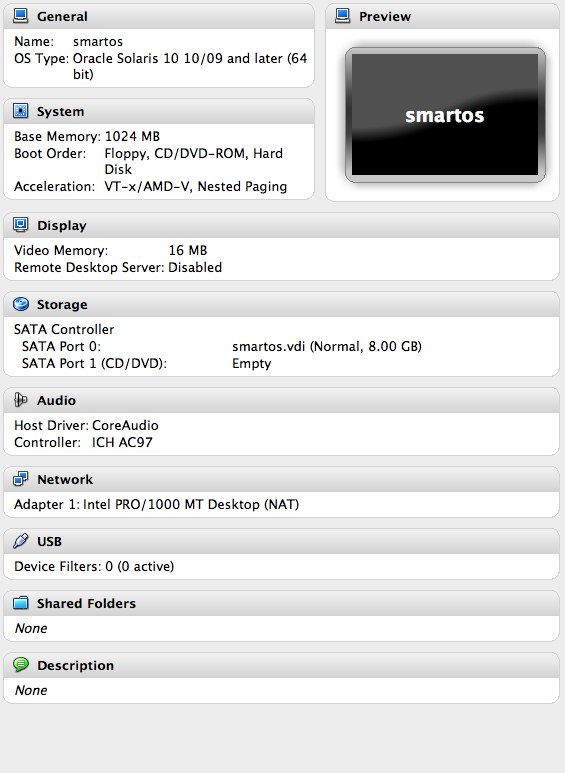 General
Name: smartos
OS Type: Oracle Solaris 10 10/09 and later (64
bit)
Preview
smartos
System
Base Memory: 1024 MB
Boot Order: Floppy, CD/DVD-ROM, Hard
Disk
Acceleration: VT-x/AMD-V, Nested Paging
Display
Video Memory: 16 MB
Remote Desktop Server: Disabled
Storage
SATA Controller
SATA Port 0: smartos.vdi (Normal, 8.00 GB)
SATA Port 1 (CD/DVD): Empty
Audio
Host Driver: CoreAudio
Controller: ICH AC97
Network
Adapter 1: Intel PRO/1000 MT Desktop (NAT)
USB
Device Filters: 0 (0 active)
Shared Folders
None
Description
None